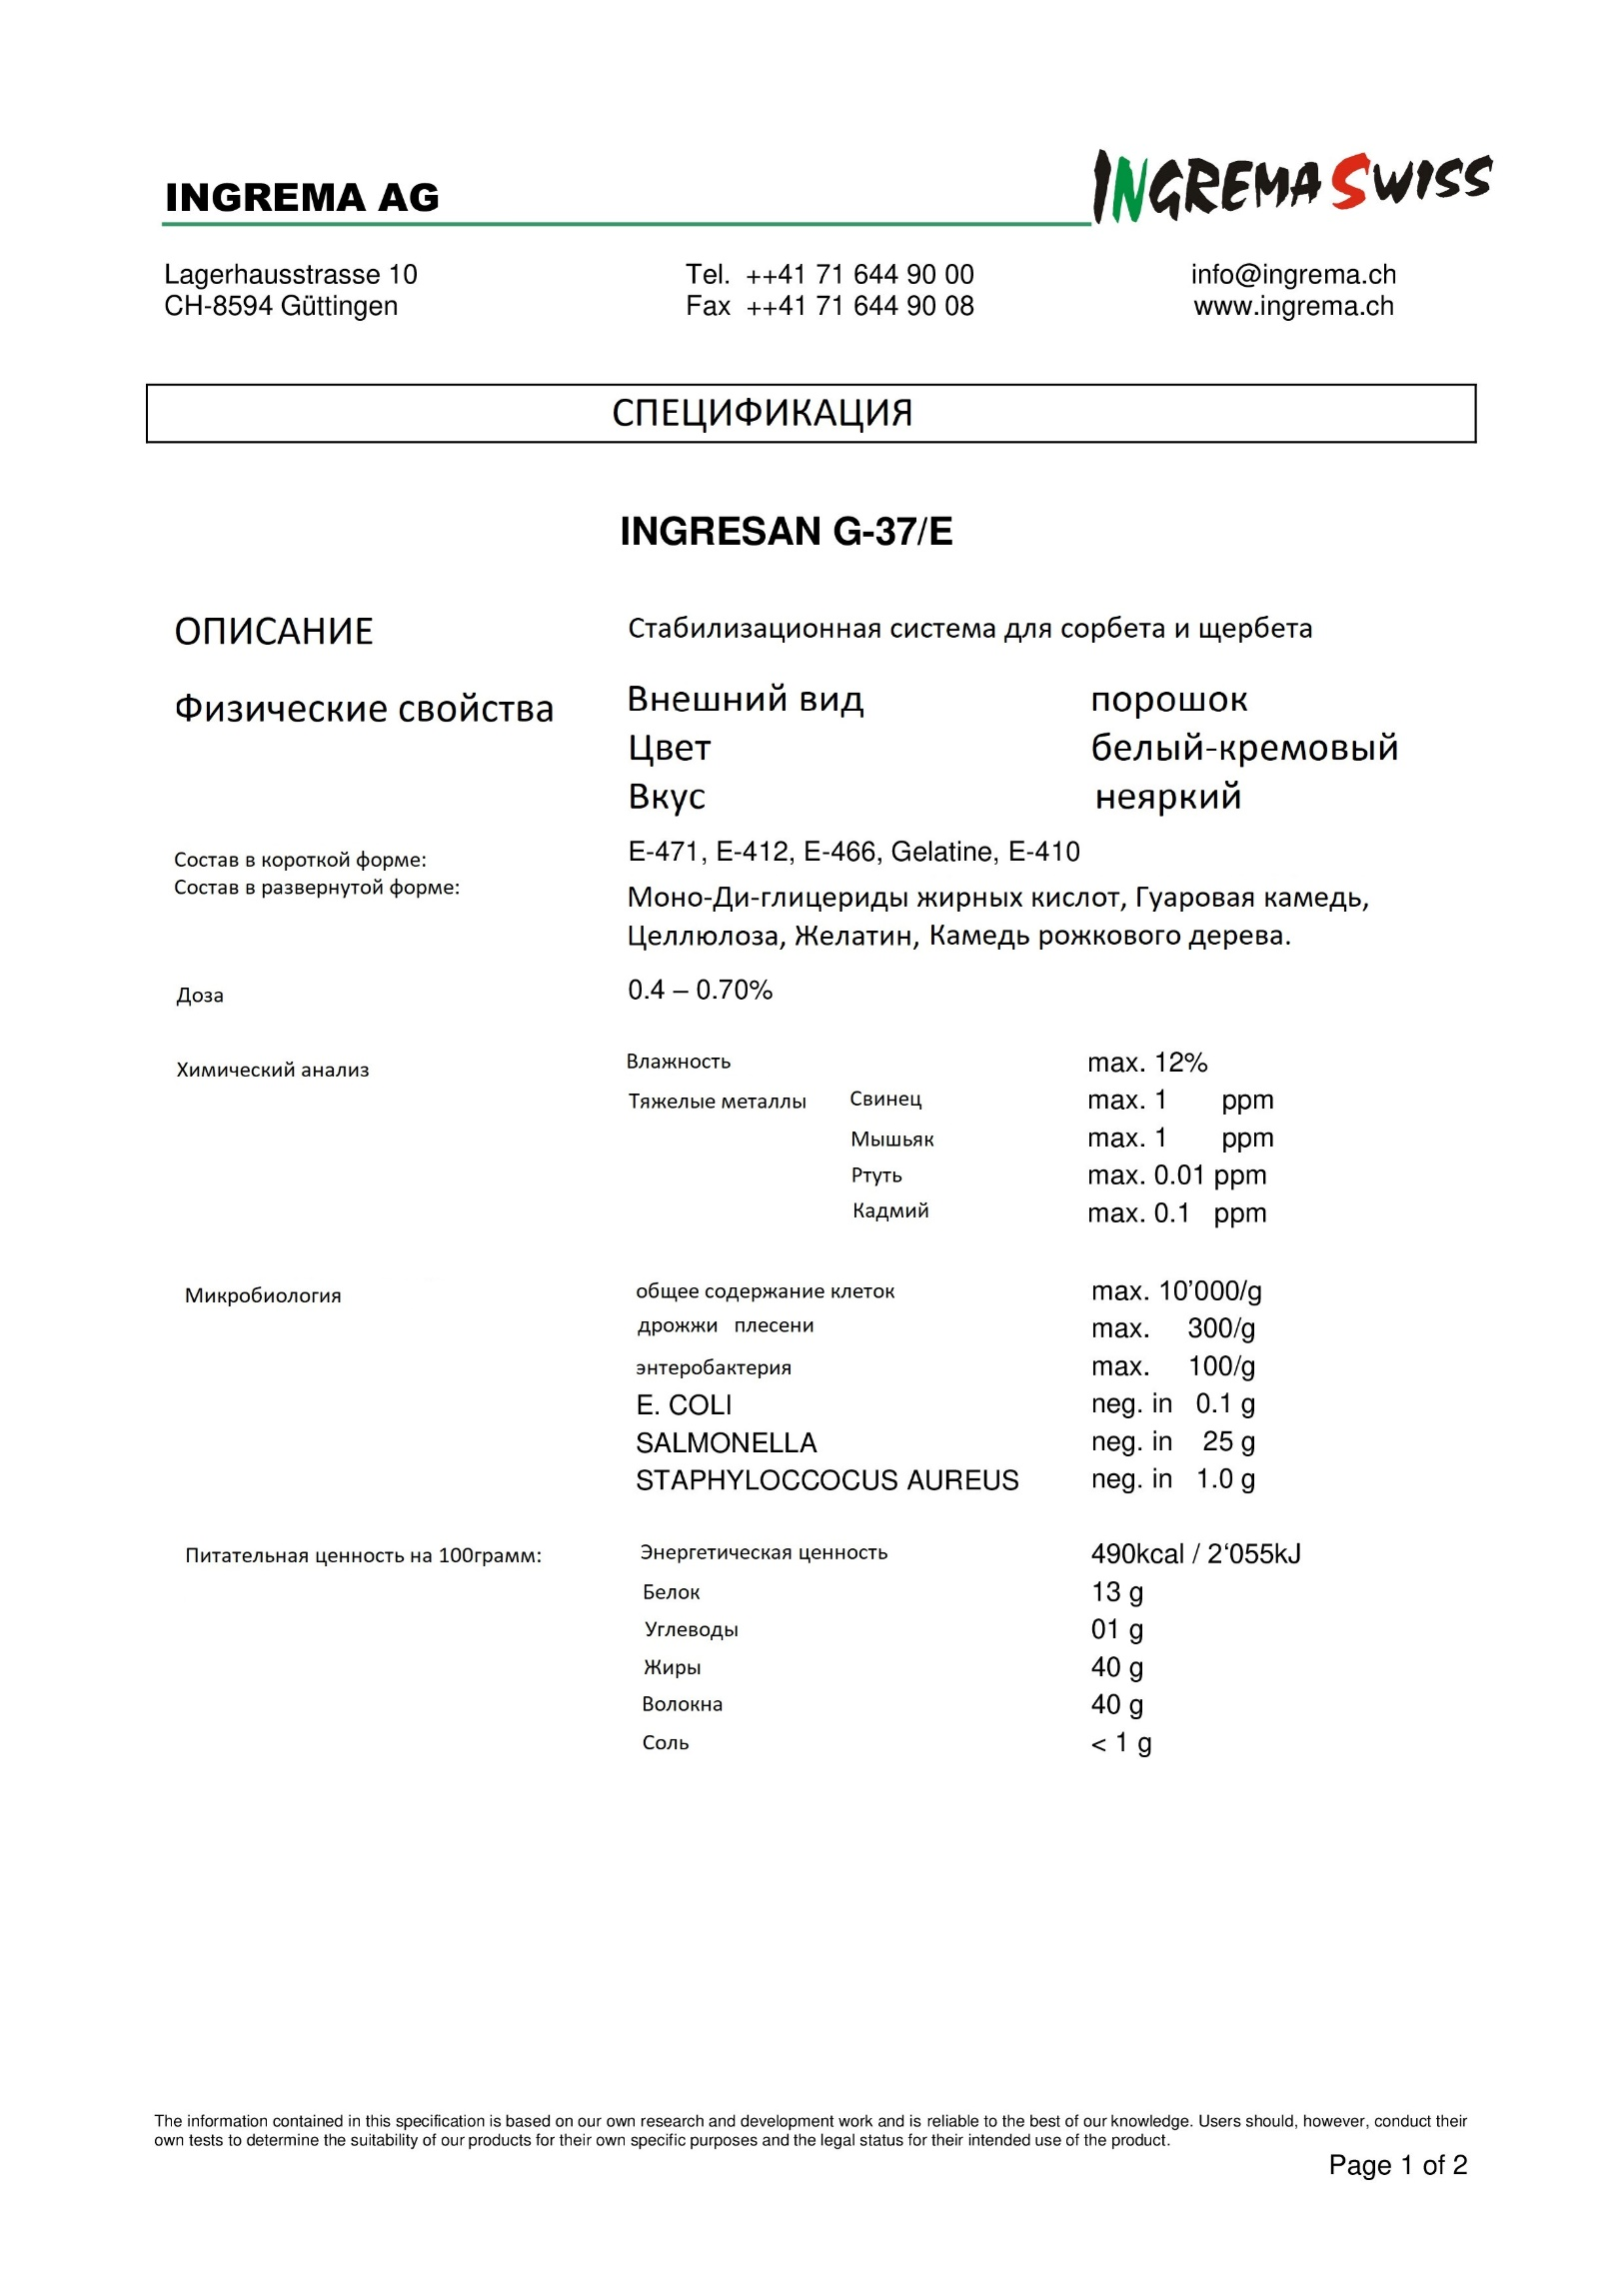 INGREMA AG
INGREMA SWISS
Lagerhausstrasse 10 Tel. ++41 71 644 90 00 info@ingrema.ch
CH-8594 Güttingen Fax ++41 71 644 90 08 www.ingrema.ch
СПЕЦИФИКАЦИЯ
INGRESAN G-37/E
ОПИСАНИЕ Стабилизационная система для сорбета и щербета
Физические свойства Внешний вид порошок
Цвет белый-кремовый
Вкус неяркий
Состав в короткой форме: E-471, E-412, E-466, Gelatine, E-410
Состав в развернутой форме: Моно-Ди-глицериды жирных кислот, Гуаровая камедь,
Целлюлоза, Желатин, Камедь рожкового дерева.
Доза 0.4 – 0.70%
Химический анализ Влажность max. 12%
Тяжелые металлы Свинец max. 1 ppm
Мышьяк max. 1 ppm
Ртуть max. 0.01 ppm
Кадмий max. 0.1 ppm
Микробиология общее содержание клеток max. 10’000/g
дрожжи плесени max. 300/g
энтеробактерия max. 100/g
E. COLI neg. in 0.1 g
SALMONELLA neg. in 25 g
STAPHYLOCCOCUS AUREUS neg. in 1.0 g
Питательная ценность на 100грамм: Энергетическая ценность 490kcal / 2‘055kJ
Белок 13 g
Углеводы 01 g
Жиры 40 g
Волокна 40 g
Соль < 1 g
The information contained in this specification is based on our own research and development work and is reliable to the best of our knowledge. Users should, however, conduct their
own tests to determine the suitability of our products for their own specific purposes and the legal status for their intended use of the product.
Page 1 of 2